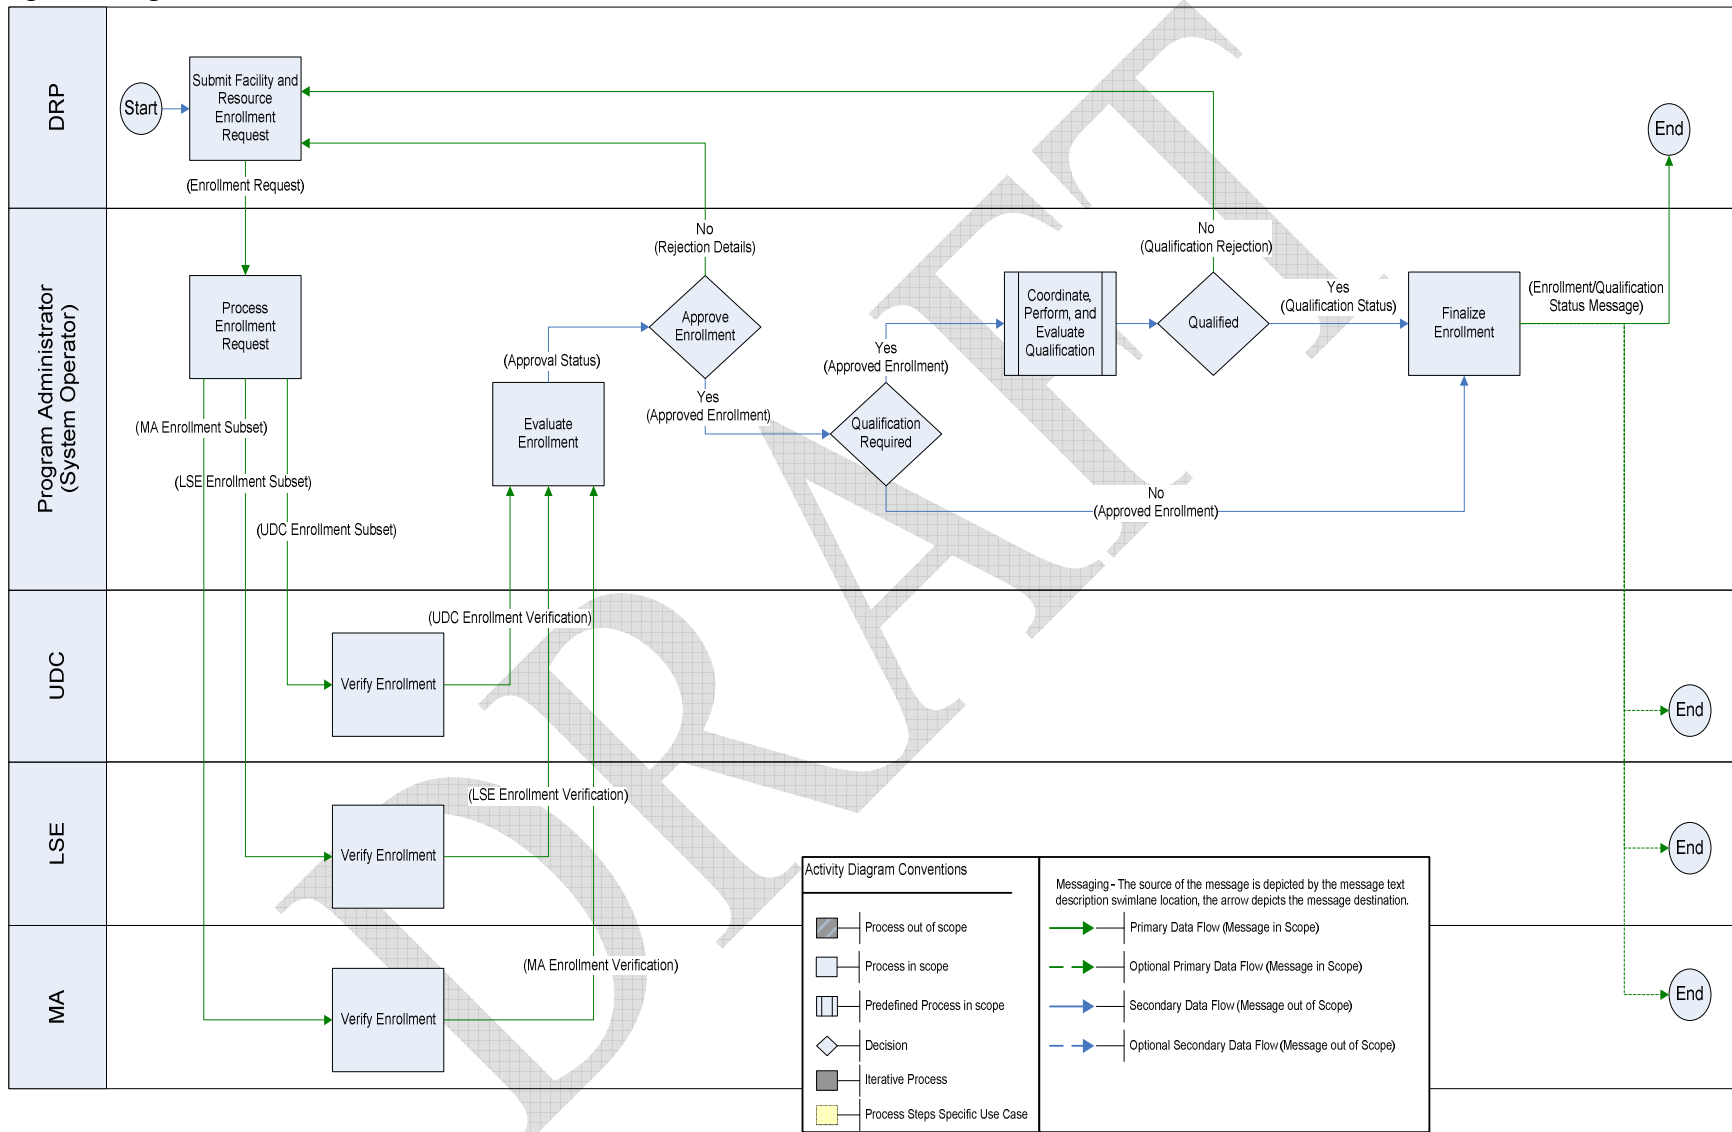 DRP
Start
Submit Facility and
Resource
Enrollment
Request
End
(Enrollment Request)
Program Administrator
(System Operator)
No
(Rejection Details)
No
(Qualification Rejection)
Process
Enrollment
Request
Approve
Enrollment
Coordinate,
Perform, and
Evaluate
Qualification
Qualified
Yes
(Qualification Status)
Finalize
Enrollment
(Enrollment/Qualification
Status Message)
(Approval Status)
Yes
(Approved Enrollment)
Yes
(Approved Enrollment)
Evaluate
Enrollment
Qualification
Required
(MA Enrollment Subset)
(LSE Enrollment Subset)
(UDC Enrollment Subset)
No
(Approved Enrollment)
UDC
(UDC Enrollment Verification)
Verify Enrollment
End
LSE
(LSE Enrollment Verification)
Verify Enrollment
End
MA
(MA Enrollment Verification)
Verify Enrollment
End
Activity Diagram Conventions
Process out of scope
Process in scope
Predefined Process in scope
Decision
Iterative Process
Process Steps Specific Use Case
Messaging - The source of the message is depicted by the message text
description swimlane location, the arrow depicts the message destination.
Primary Data Flow (Message in Scope)
Optional Primary Data Flow (Message in Scope)
Secondary Data Flow (Message out of Scope)
Optional Secondary Data Flow (Message out of Scope)
DRAFT